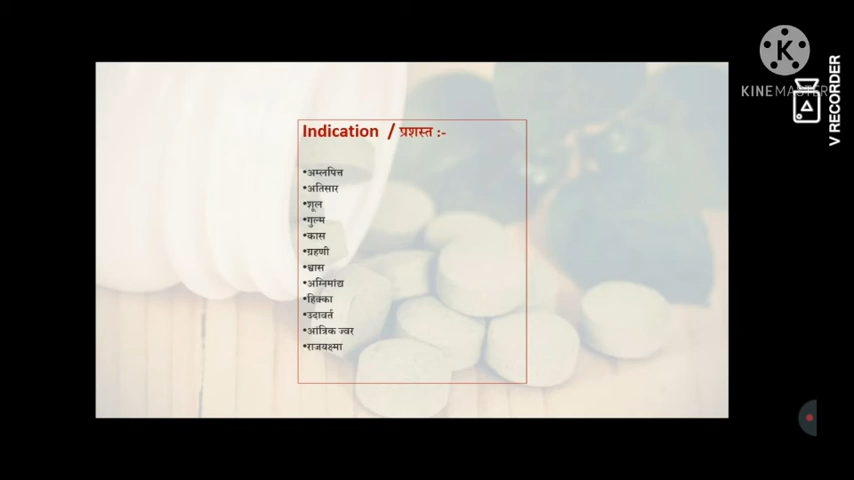 Indication / प्रशस्त :-
•अम्लपित्त
•अतिसार
•शूल
•गुल्म
•कास
•ग्रहणी
•श्वास
•अग्निमांद्य
•हिक्का
•उदावर्त
•आंत्रिक ज्वर
•राजयक्ष्मा
K
KINEMASTER
V RECORDER